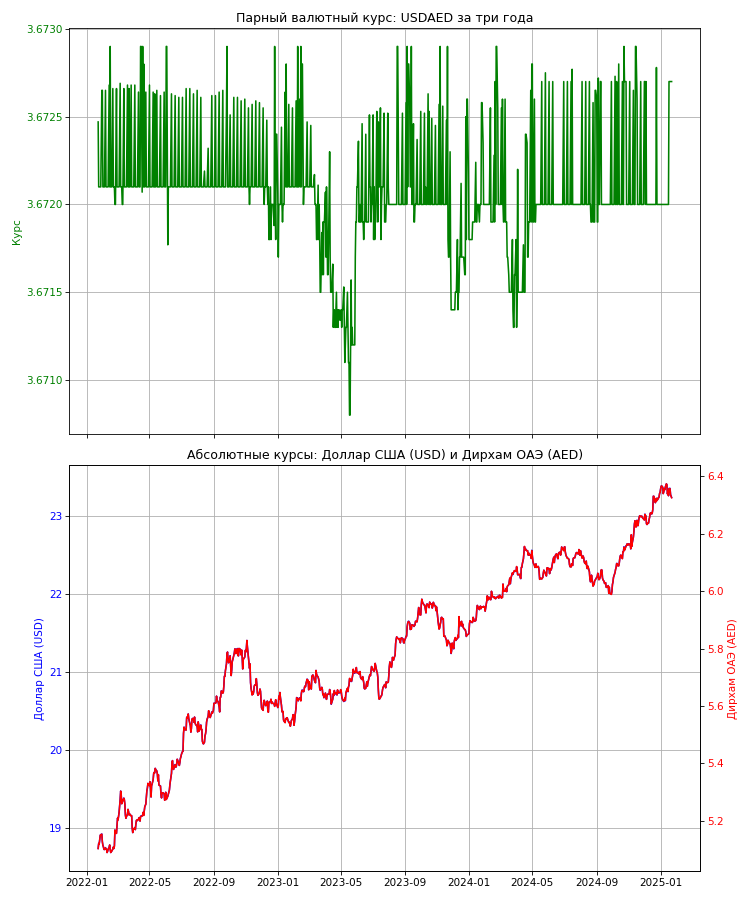 Парный валютный курс: USDAED за три года
3.6730
3.6725
3.6720
3.6715
3.6710
Курс
Абсолютные курсы: Доллар США (USD) и Дирхам ОАЭ (AED)
23
22
21
20
19
Доллар США (USD)
6.4
6.2
6.0
5.8
5.6
5.4
5.2
Дирхам ОАЭ (AED)
2022-01 2022-05 2022-09 2023-01 2023-05 2023-09 2024-01 2024-05 2024-09 2025-01